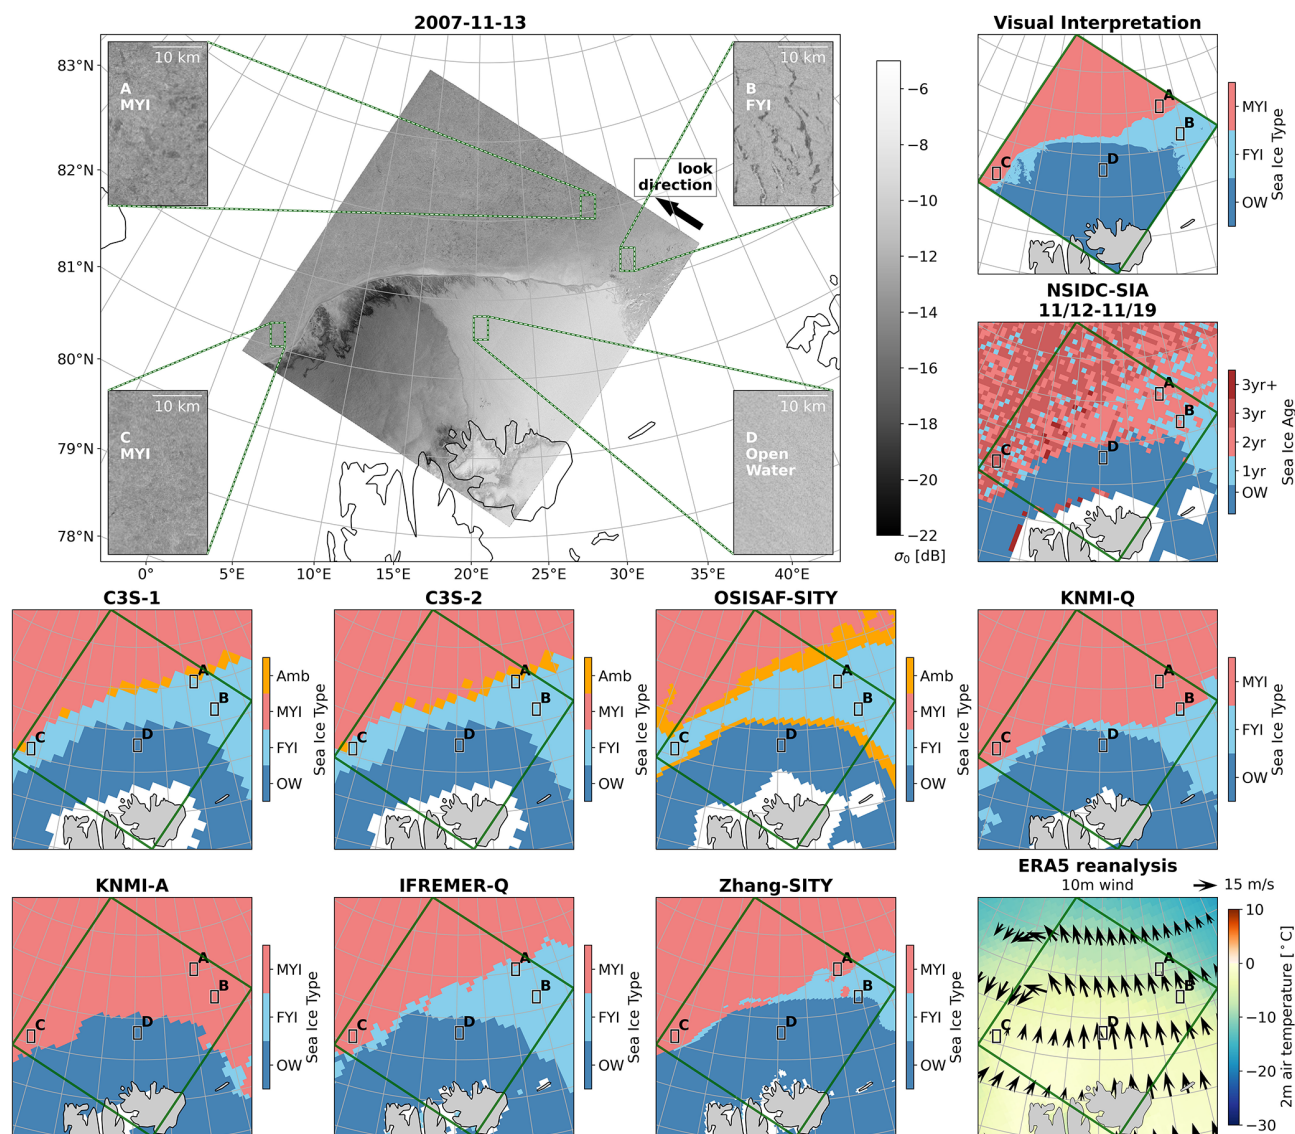 2007-11-13
83°N
82°N
81°N
80°N
79°N
78°N
0°
5°E
10°E
15°E
20°E
25°E
30°E
35°E
40°E
10 km
A
MYI
10 km
B
FYI
look
direction
10 km
C
MYI
10 km
D
Open
Water
−6
−8
−10
−12
−14
−16
−18
−20
−22
σ0 [dB]
Visual Interpretation
A
B
C
D
MYI
FYI
OW
Sea Ice Type
NSIDC-SIA
11/12-11/19
A
B
C
D
3yr+
3yr
2yr
1yr
OW
Sea Ice Age
C3S-1
A
B
C
D
Amb
MYI
FYI
OW
Sea Ice Type
C3S-2
A
B
C
D
Amb
MYI
FYI
OW
Sea Ice Type
OSISAF-SITY
A
B
C
D
Amb
MYI
FYI
OW
Sea Ice Type
KNMI-Q
A
B
C
D
MYI
FYI
OW
Sea Ice Type
KNMI-A
A
B
C
D
MYI
FYI
OW
Sea Ice Type
IFREMER-Q
A
B
C
D
MYI
FYI
OW
Sea Ice Type
Zhang-SITY
A
B
C
D
MYI
FYI
OW
Sea Ice Type
ERA5 reanalysis
10m wind
15 m/s
A
B
C
D
10
0
−10
−20
−30
2m air temperature [ ° C]